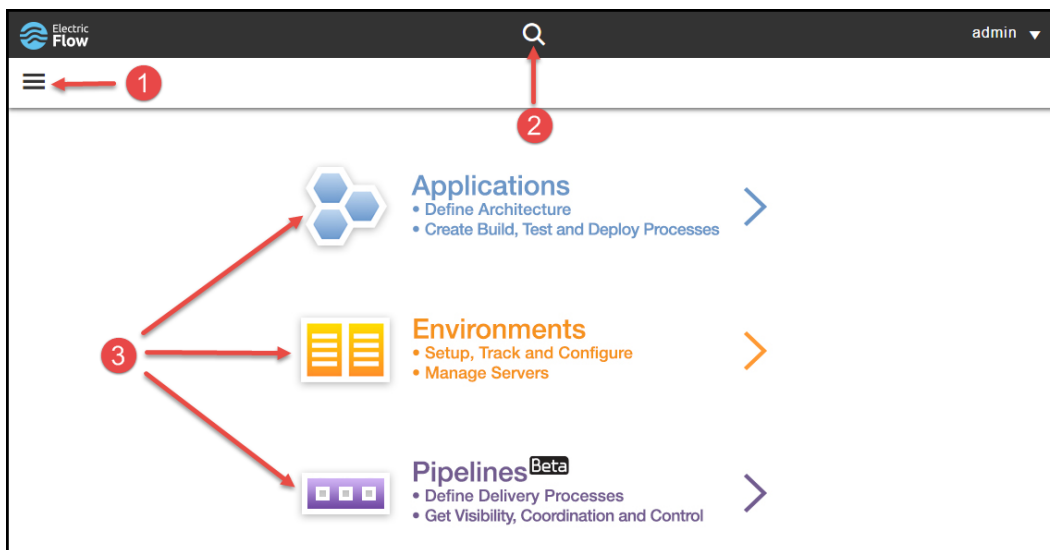 Electric
Flow
admin
1
2
Applications
• Define Architecture
• Create Build, Test and Deploy Processes
3
Environments
• Setup, Track and Configure
• Manage Servers
Pipelines Beta
• Define Delivery Processes
• Get Visibility, Coordination and Control